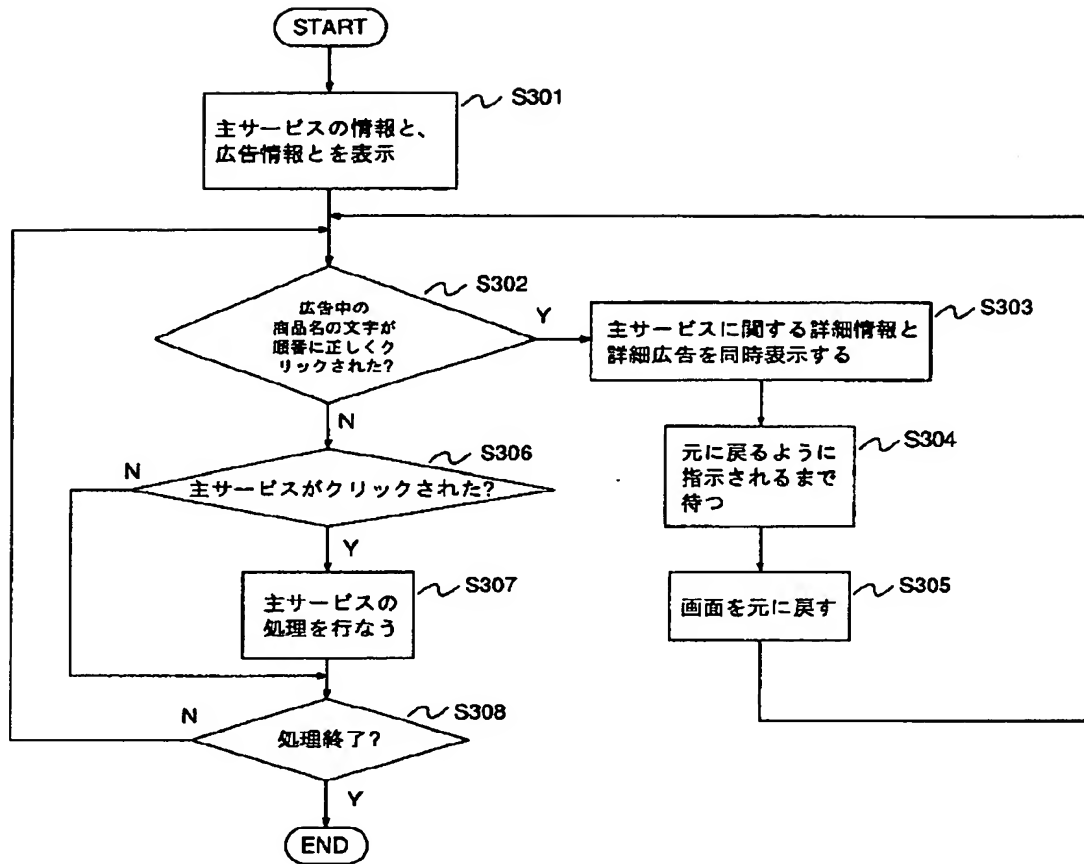 START
S301
主サービスの情報と、
広告情報とを表示
S302
広告中の
商品名の文字が
順番に正しくク
リックされた?
Y
S303
主サービスに関する詳細情報と
詳細広告を同時表示する
N
S304
元に戻るように
指示されるまで
待つ
S306
N
主サービスがクリックされた?
Y
S305
画面を元に戻す
S307
主サービスの
処理を行なう
N
S308
処理終了?
Y
END